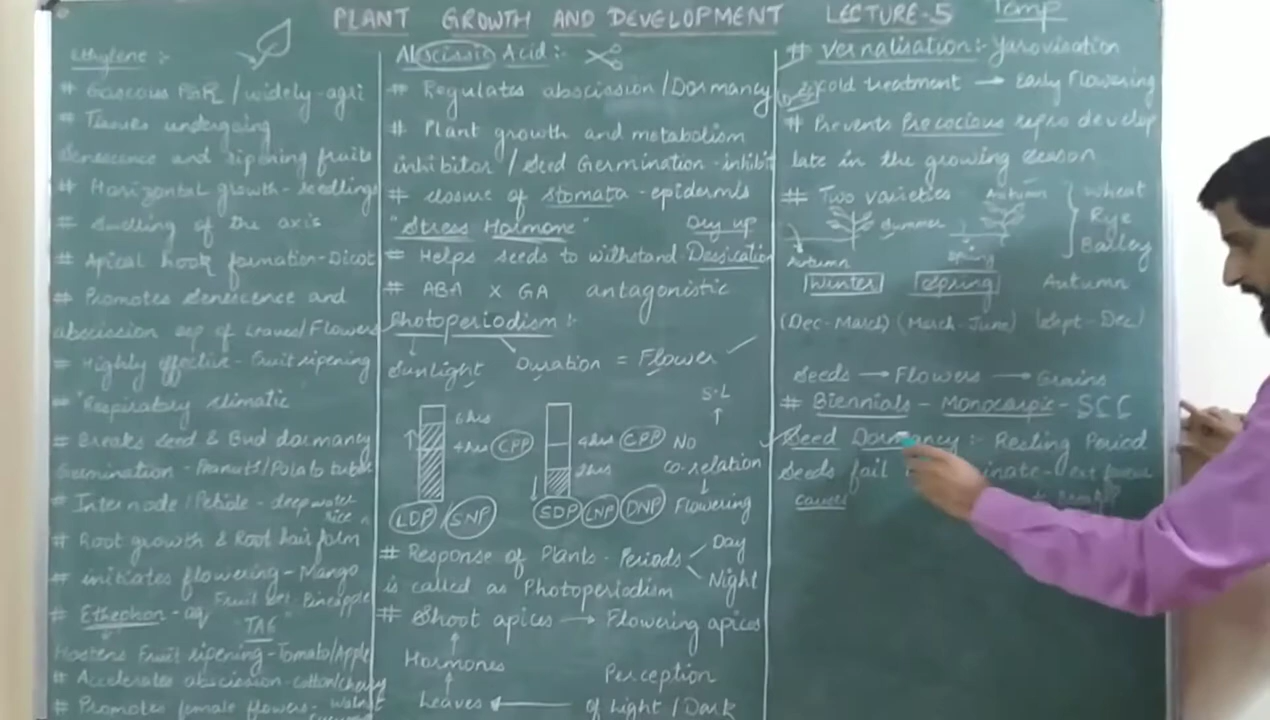 PLANT GROWTH AND DEVELOPMENT LECTURE-5 Temp
Ethylene :-
# Gaseous PGR / widely-agri
# Tissues undergoing
Senescence and ripening fruits
# Horizontal growth - seedlings
# Swelling of the axis
# Apical hook formation-Dicot
# Promotes senescence and
abscission esp of leaves/Flowers
# Highly effective - fruit ripening
# "Respiratory climatic
# Breaks seed & Bud dormancy
Germination - Peanuts/Potato tuber
# Internode/Petiole - deep water
rice
# Root growth & Root hair form
# initiates flowering - Mango
Fruit set - Pineapple
# Ethephon - aq
Hastens Fruit ripening-Tomato/Apple
# Accelerates abscission-cotton/cherry
# Promotes female flowers - 
Abscissic Acid :-
# Regulates abscission/Dormancy
# Plant growth and metabolism
inhibitor / Seed Germination - inhibit
# closure of stomata - epidermis
"Stress Hormone" Dry up
# Helps seeds to withstand Dessication
# ABA x GA antagonistic
Photoperiodism :-
Sunlight Duration = Flower
6hrs
4hrs CPP
4hrs CPP
2hrs
S.L
No
co-relation
Flowering
LDP / SNP SDP LNP DNP
# Response of Plants - Periods Day
Night
is called as Photoperiodism
# Shoot apices → Flowering apices
Hormones
Leaves ← Perception
of light / Dark
# Vernalisation :- Yarovisation
cold treatment → Early Flowering
# Prevents Precocious repro develop
late in the growing season
# Two varieties Autumn
Summer
Autumn Spring
Wheat
Rye
Barley
Winter Spring Autumn
(Dec-March) (March-June) (Sept-Dec)
Seeds → Flowers → Grains
# Biennials - Monocarpic - SCC
Seed Dormancy :- Resting Period
Seeds fail
causes